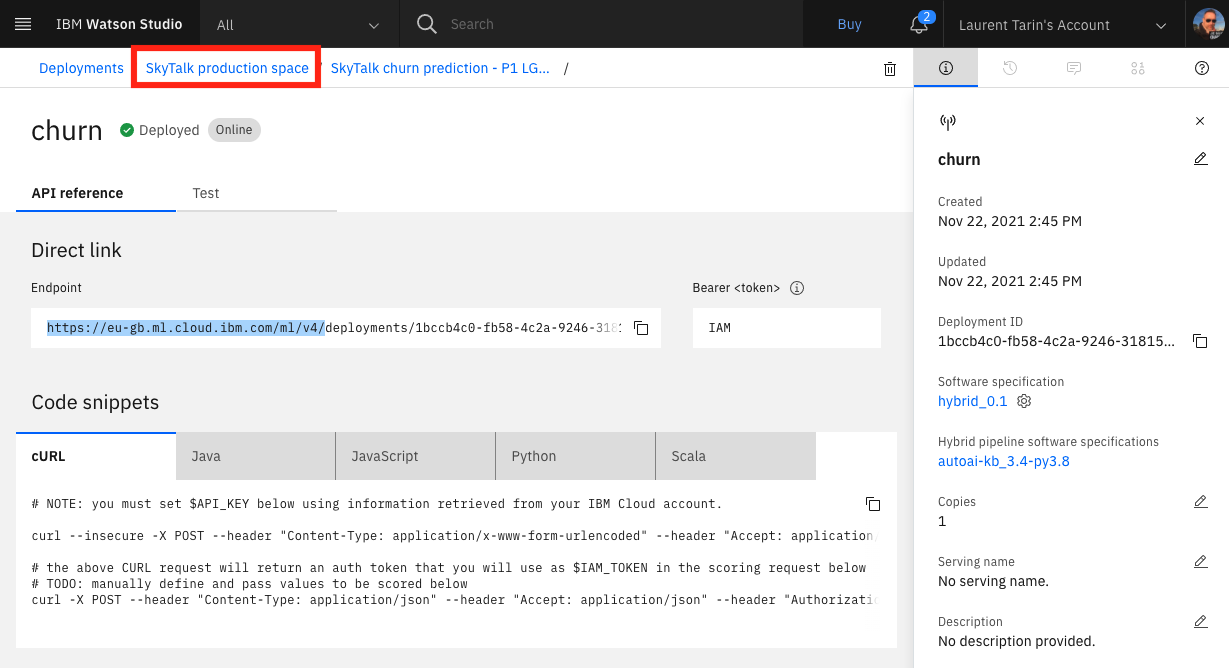 IBM Watson Studio
All
Search
Buy
2
Laurent Tarin's Account
Deployments
SkyTalk production space
/
SkyTalk churn prediction - P1 LG...
/
churn
Deployed
Online
API reference
Test
Direct link
Endpoint
Bearer <token>
https://eu-gb.ml.cloud.ibm.com/ml/v4/deployments/1bccb4c0-fb58-4c2a-9246-3181
IAM
Code snippets
cURL
Java
JavaScript
Python
Scala
# NOTE: you must set $API_KEY below using information retrieved from your IBM Cloud account.
curl --insecure -X POST --header "Content-Type: application/x-www-form-urlencoded" --header "Accept: application
# the above CURL request will return an auth token that you will use as $IAM_TOKEN in the scoring request below
# TODO: manually define and pass values to be scored below
curl -X POST --header "Content-Type: application/json" --header "Accept: application/json" --header "Authorizatio
churn
Created
Nov 22, 2021 2:45 PM
Updated
Nov 22, 2021 2:45 PM
Deployment ID
1bccb4c0-fb58-4c2a-9246-31815...
Software specification
hybrid_0.1
Hybrid pipeline software specifications
autoai-kb_3.4-py3.8
Copies
1
Serving name
No serving name.
Description
No description provided.